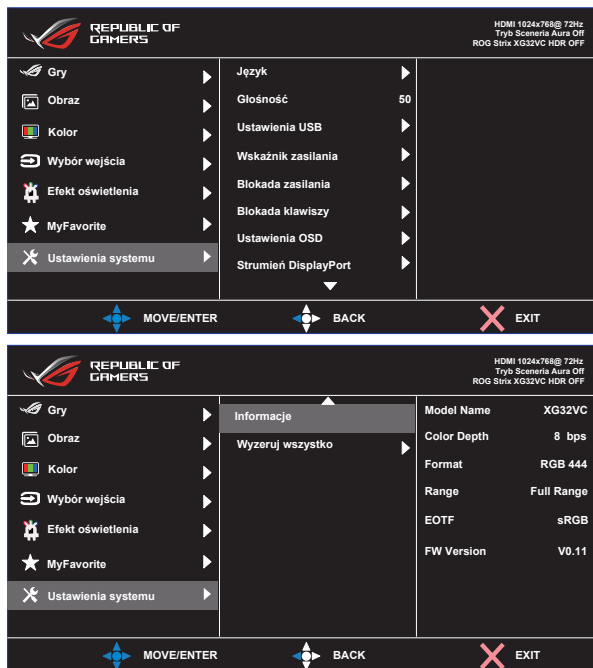 REPUBLIC OF
GAMERS
HDMI 1024x768@ 72Hz
Tryb Sceneria Aura Off
ROG Strix XG32VC HDR OFF
Gry
Obraz
Kolor
Wybór wejścia
Efekt oświetlenia
MyFavorite
Ustawienia systemu
Język
Głośność 50
Ustawienia USB
Wskaźnik zasilania
Blokada zasilania
Blokada klawiszy
Ustawienia OSD
Strumień DisplayPort
MOVE/ENTER BACK EXIT
REPUBLIC OF
GAMERS
HDMI 1024x768@ 72Hz
Tryb Sceneria Aura Off
ROG Strix XG32VC HDR OFF
Gry
Obraz
Kolor
Wybór wejścia
Efekt oświetlenia
MyFavorite
Ustawienia systemu
Informacje
Wyzeruj wszystko
Model Name XG32VC
Color Depth 8 bps
Format RGB 444
Range Full Range
EOTF sRGB
FW Version V0.11
MOVE/ENTER BACK EXIT